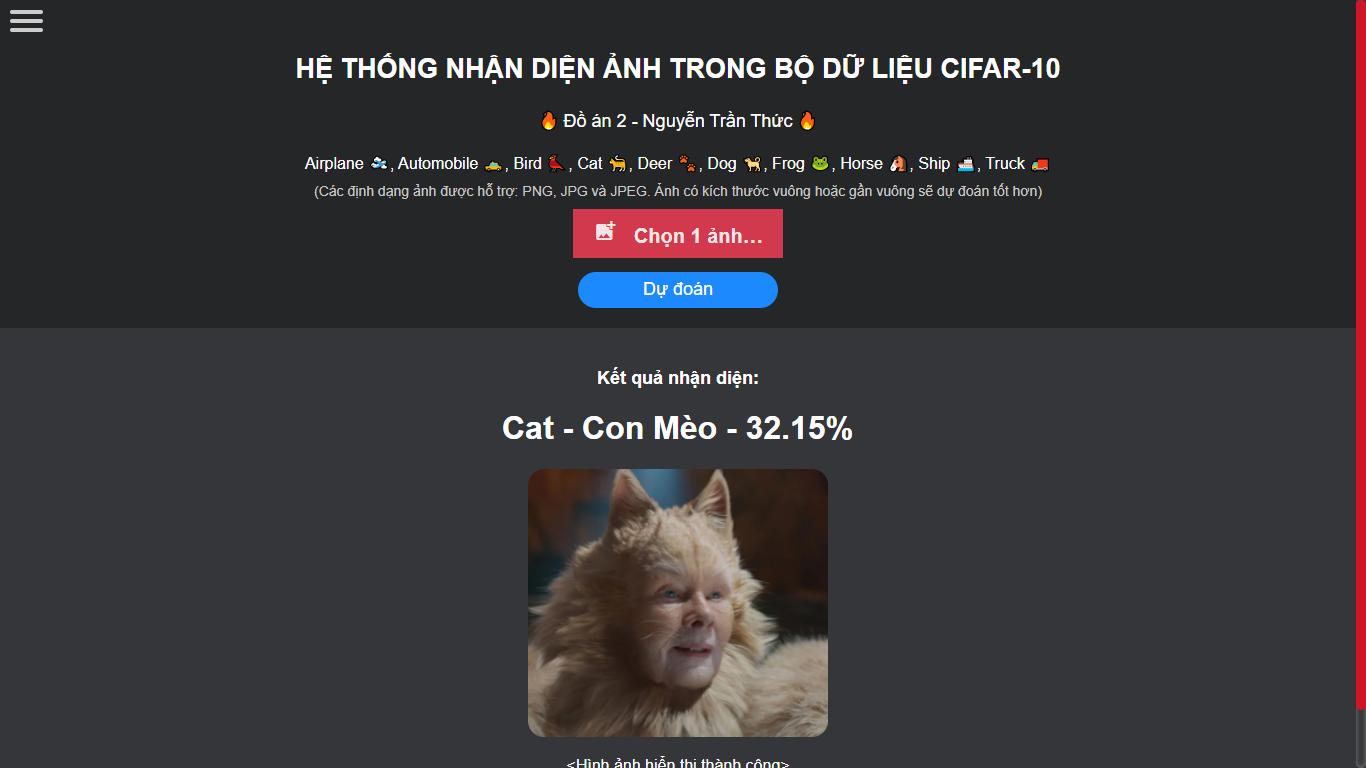 HỆ THỐNG NHẬN DIỆN ẢNH TRONG BỘ DỮ LIỆU CIFAR-10
🔥 Đồ án 2 - Nguyễn Trần Thức 🔥
Airplane 🛩, Automobile 🚕, Bird 🐦, Cat 🐈, Deer 🐾, Dog 🐕, Frog 🐸, Horse 🐴, Ship 🚢, Truck 🚚
(Các định dạng ảnh được hỗ trợ: PNG, JPG và JPEG. Ảnh có kích thước vuông hoặc gần vuông sẽ dự đoán tốt hơn)
Chọn 1 ảnh...
Dự đoán
Kết quả nhận diện:
Cat - Con Mèo - 32.15%
<Hình ảnh hiển thị thành công>